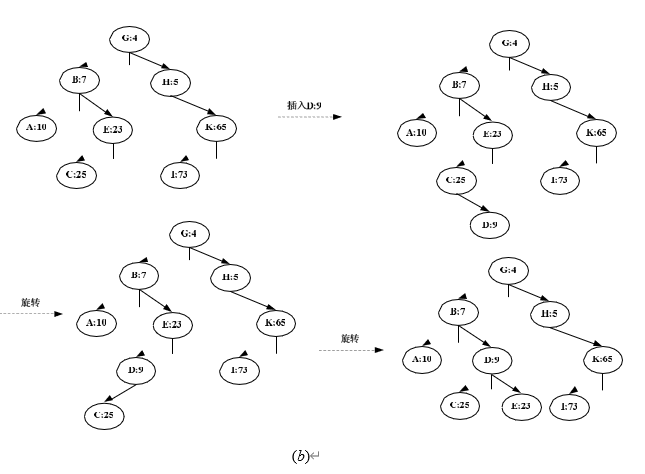 G:4
B:7
H:5
A:10
E:23
K:65
C:25
I:73
插入D:9
G:4
B:7
H:5
A:10
E:23
K:65
C:25
I:73
D:9
旋转
G:4
B:7
H:5
A:10
E:23
K:65
D:9
I:73
C:25
旋转
G:4
B:7
H:5
A:10
D:9
K:65
C:25
E:23
I:73
(b)↵